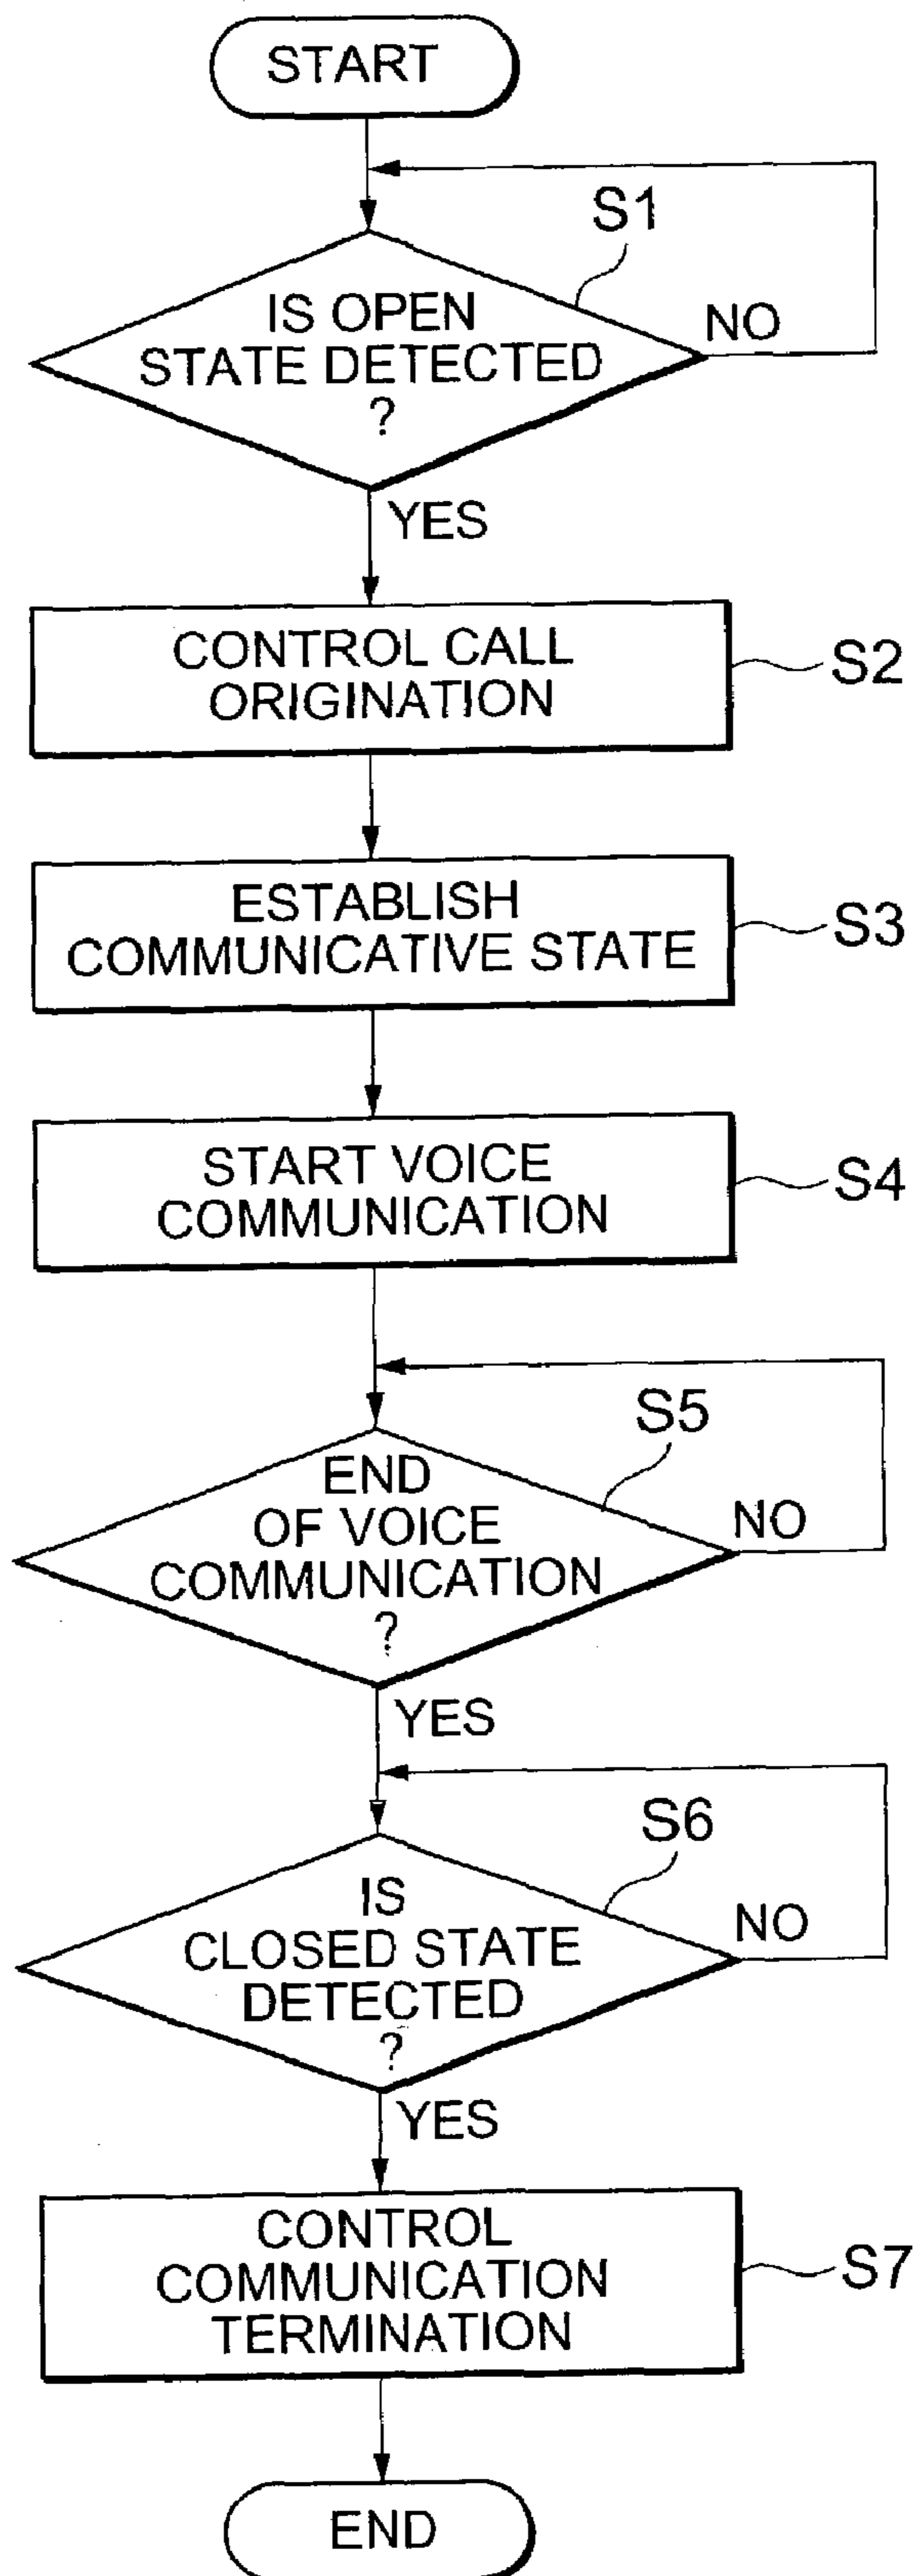 START
S1
IS OPEN
STATE DETECTED
?
NO
YES
CONTROL CALL
ORIGINATION
S2
ESTABLISH
COMMUNICATIVE STATE
S3
START VOICE
COMMUNICATION
S4
S5
END
OF VOICE
COMMUNICATION
?
NO
YES
S6
IS
CLOSED STATE
DETECTED
?
NO
YES
CONTROL
COMMUNICATION
TERMINATION
S7
END